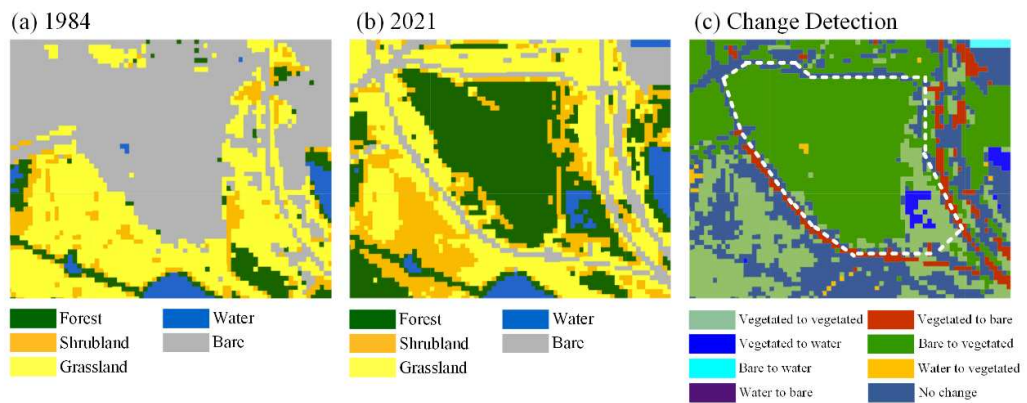 (a) 1984 (b) 2021 (c) Change Detection
Forest Water Forest Water Vegetated to vegetated Vegetated to bare
Shrubland Bare Shrubland Bare Vegetated to water Bare to vegetated
Grassland Grassland Bare to water Water to vegetated
Water to bare No change